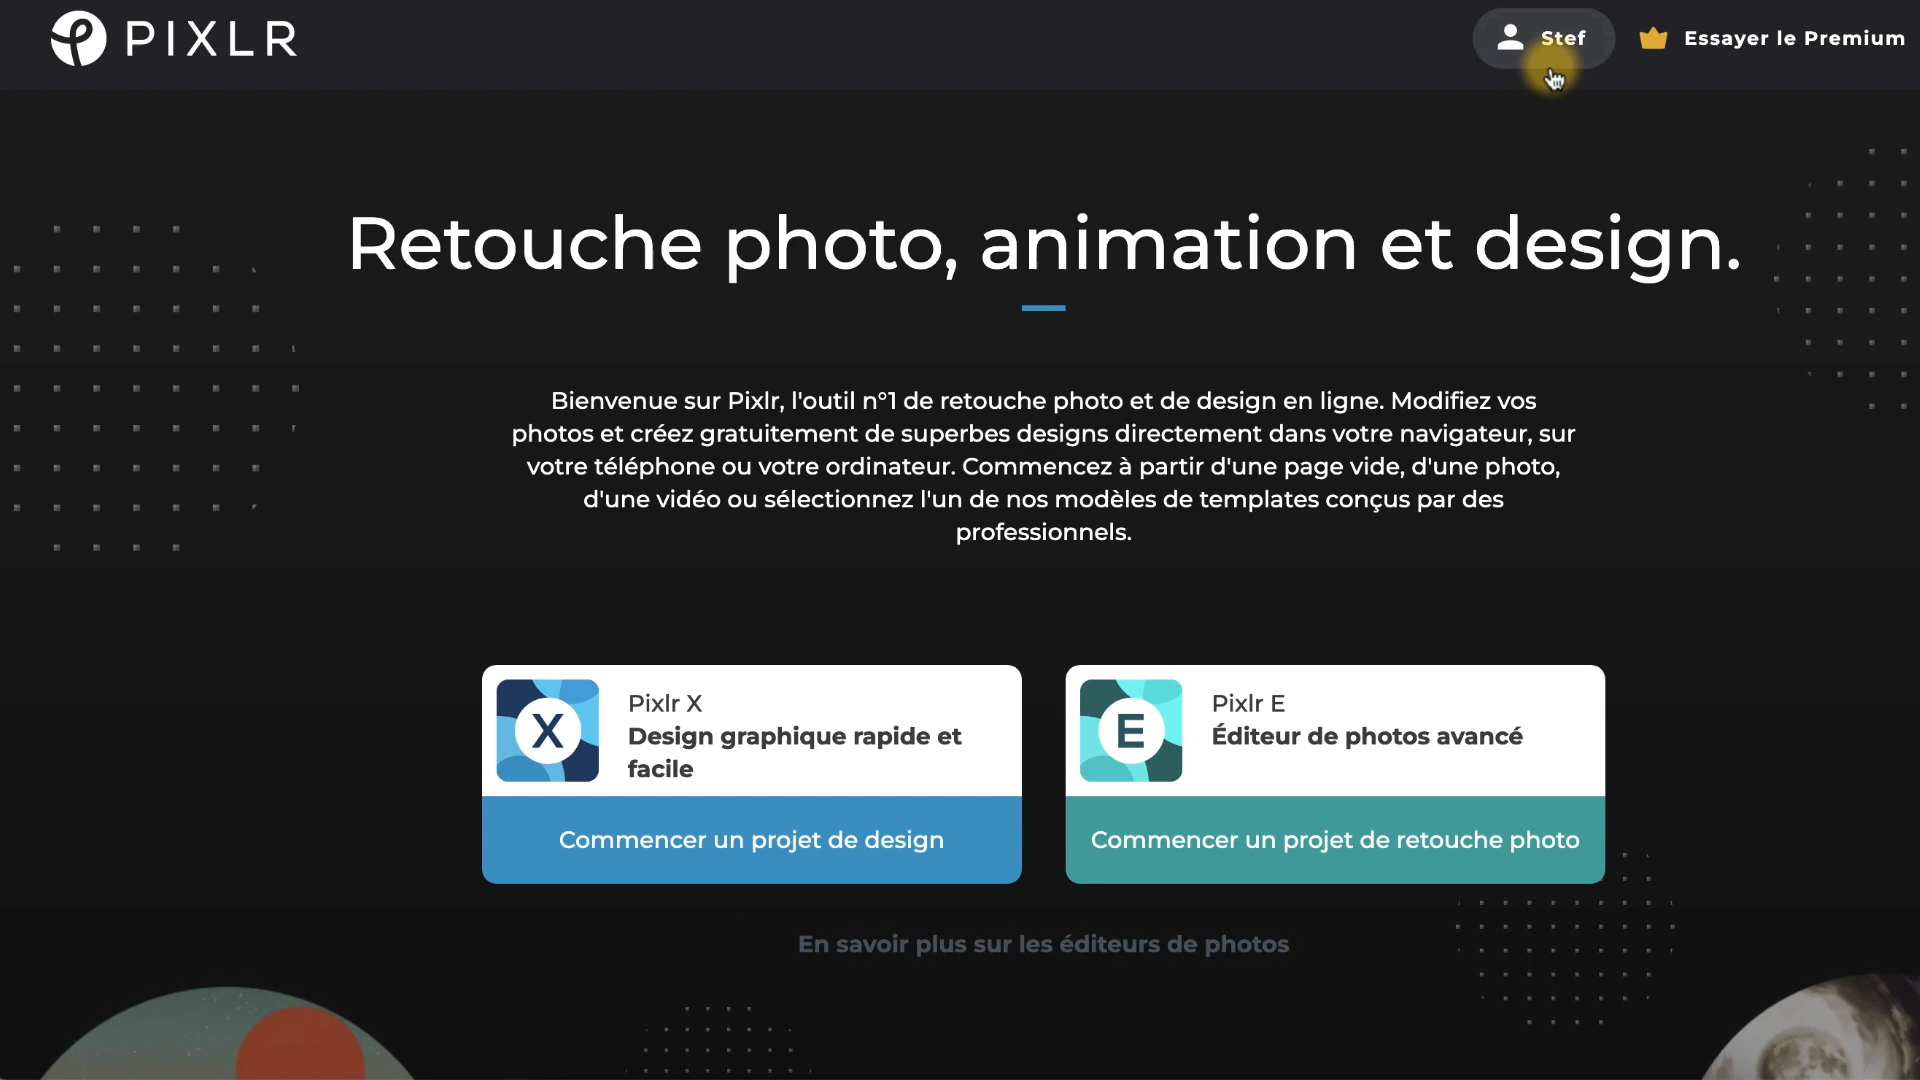 PIXLR
Stef
Essayer le Premium
Retouche photo, animation et design.
Bienvenue sur Pixlr, l'outil n°1 de retouche photo et de design en ligne. Modifiez vos
photos et créez gratuitement de superbes designs directement dans votre navigateur, sur
votre téléphone ou votre ordinateur. Commencez à partir d'une page vide, d'une photo,
d'une vidéo ou sélectionnez l'un de nos modèles de templates conçus par des
professionnels.
X
Pixlr X
Design graphique rapide et
facile
Commencer un projet de design
E
Pixlr E
Éditeur de photos avancé
Commencer un projet de retouche photo
En savoir plus sur les éditeurs de photos